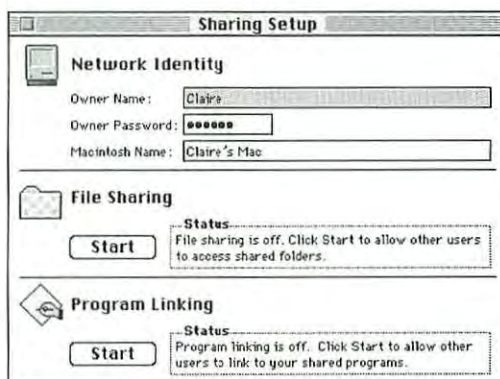 Sharing Setup
Network Identity
Owner Name: Claire
Owner Password: ●●●●●●
Macintosh Name: Claire's Mac
File Sharing
Status
Start
File sharing is off. Click Start to allow other users
to access shared folders.
Program Linking
Status
Start
Program linking is off. Click Start to allow other
users to link to your shared programs.